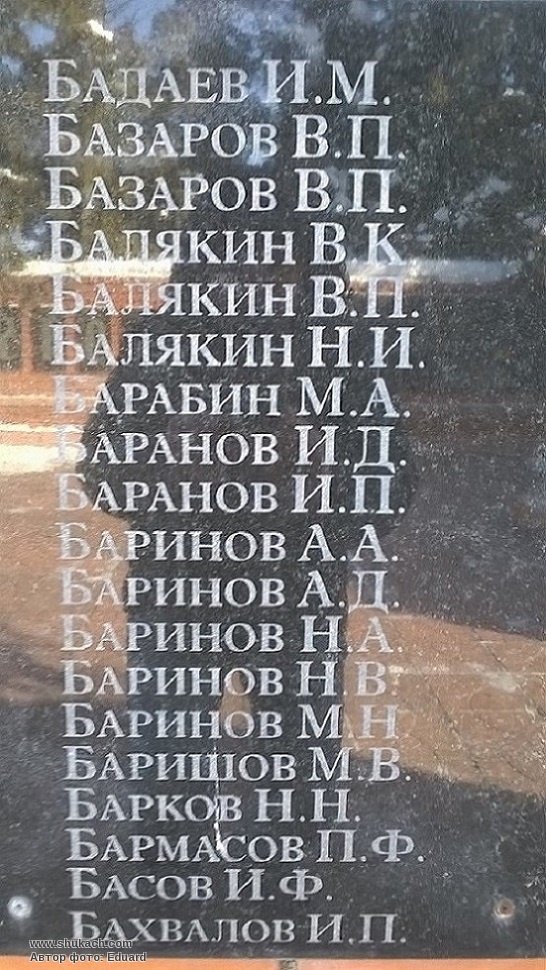 БАДАЕВ И.М.
БАЗАРОВ В.П.
БАЗАРОВ В.П.
БАЛЯКИН В.К
БАЛЯКИН В.П.
БАЛЯКИН Н.И.
БАРАБИН М.А.
БАРАНОВ И.Д.
БАРАНОВ И.П.
БАРИНОВ А.А.
БАРИНОВ А.Д.
БАРИНОВ Н.А.
БАРИНОВ Н.В.
БАРИНОВ М.Н
БАРИШОВ М.В.
БАРКОВ Н.Н.
БАРМАСОВ П.Ф.
БАСОВ И.Ф.
БАХВАЛОВ И.П.
www.shukach.com
Автор фото: Eduard